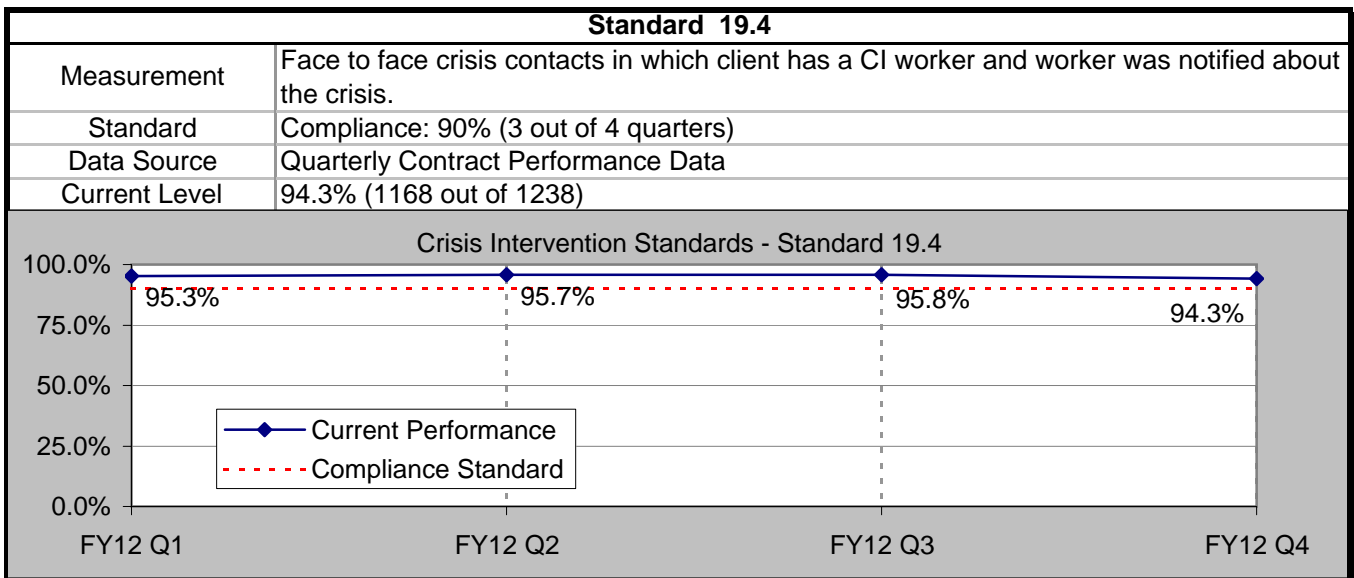 Standard 19.4
Measurement
Face to face crisis contacts in which client has a CI worker and worker was notified about
the crisis.
Standard
Compliance: 90% (3 out of 4 quarters)
Data Source
Quarterly Contract Performance Data
Current Level
94.3% (1168 out of 1238)
Crisis Intervention Standards - Standard 19.4
100.0%
95.3%
95.7%
95.8%
94.3%
75.0%
50.0%
Current Performance
25.0%
Compliance Standard
0.0%
FY12 Q1
FY12 Q2
FY12 Q3
FY12 Q4